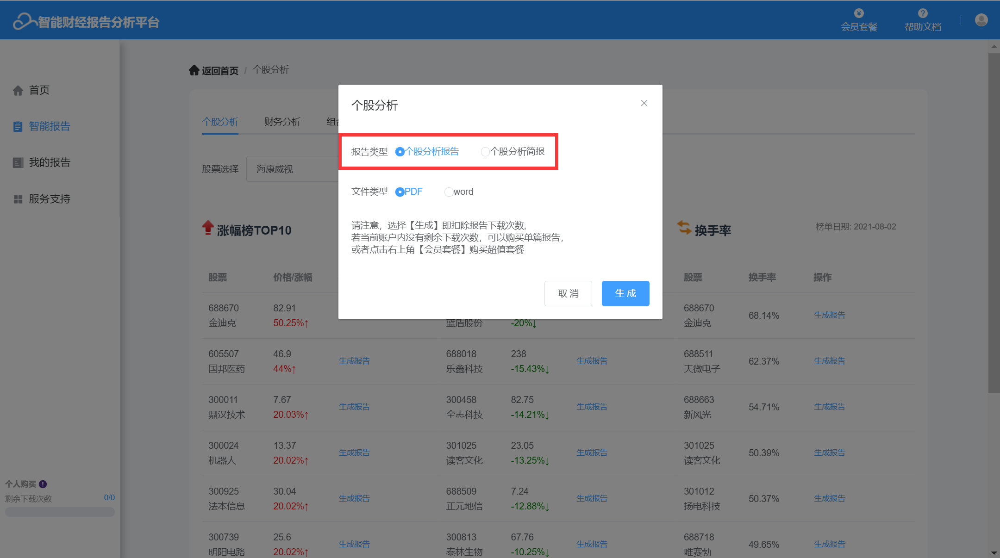 智能财经报告分析平台
会员套餐
帮助文档
首页
智能报告
我的报告
服务支持
个人购买
剩余下载次数 0/0
返回首页 / 个股分析
个股分析 财务分析
股票选择 海康威视
个股分析
报告类型 个股分析报告 个股分析简报
文件类型 PDF word
请注意，选择【生成】即扣除报告下载次数,
若当前账户内没有剩余下载次数，可以购买单篇报告，
或者点击右上角【会员套餐】购买超值套餐
取 消 生 成
涨幅榜TOP10
换手率 榜单日期: 2021-08-02
股票 价格/涨幅
股票 换手率 操作
688670 82.91
金迪克 50.25%↑
蓝盾股份 -20%↓
688670
金迪克 68.14% 生成报告
605507 46.9
国邦医药 44%↑ 生成报告
688018 238
乐鑫科技 -15.43%↓ 生成报告
688511
天微电子 62.37% 生成报告
300011 7.67
鼎汉技术 20.03%↑ 生成报告
300458 82.75
全志科技 -14.21%↓ 生成报告
688663
新风光 54.71% 生成报告
300024 13.37
机器人 20.02%↑ 生成报告
301025 23.05
读客文化 -13.25%↓ 生成报告
301025
读客文化 50.39% 生成报告
300925 30.04
法本信息 20.02%↑ 生成报告
688509 7.24
正元地信 -12.88%↓ 生成报告
301012
扬电科技 50.37% 生成报告
300739 25.6
明阳电路 20.02%↑ 生成报告
300813 67.76
泰林生物 -10.25%↓ 生成报告
688718
唯赛勃 49.65% 生成报告